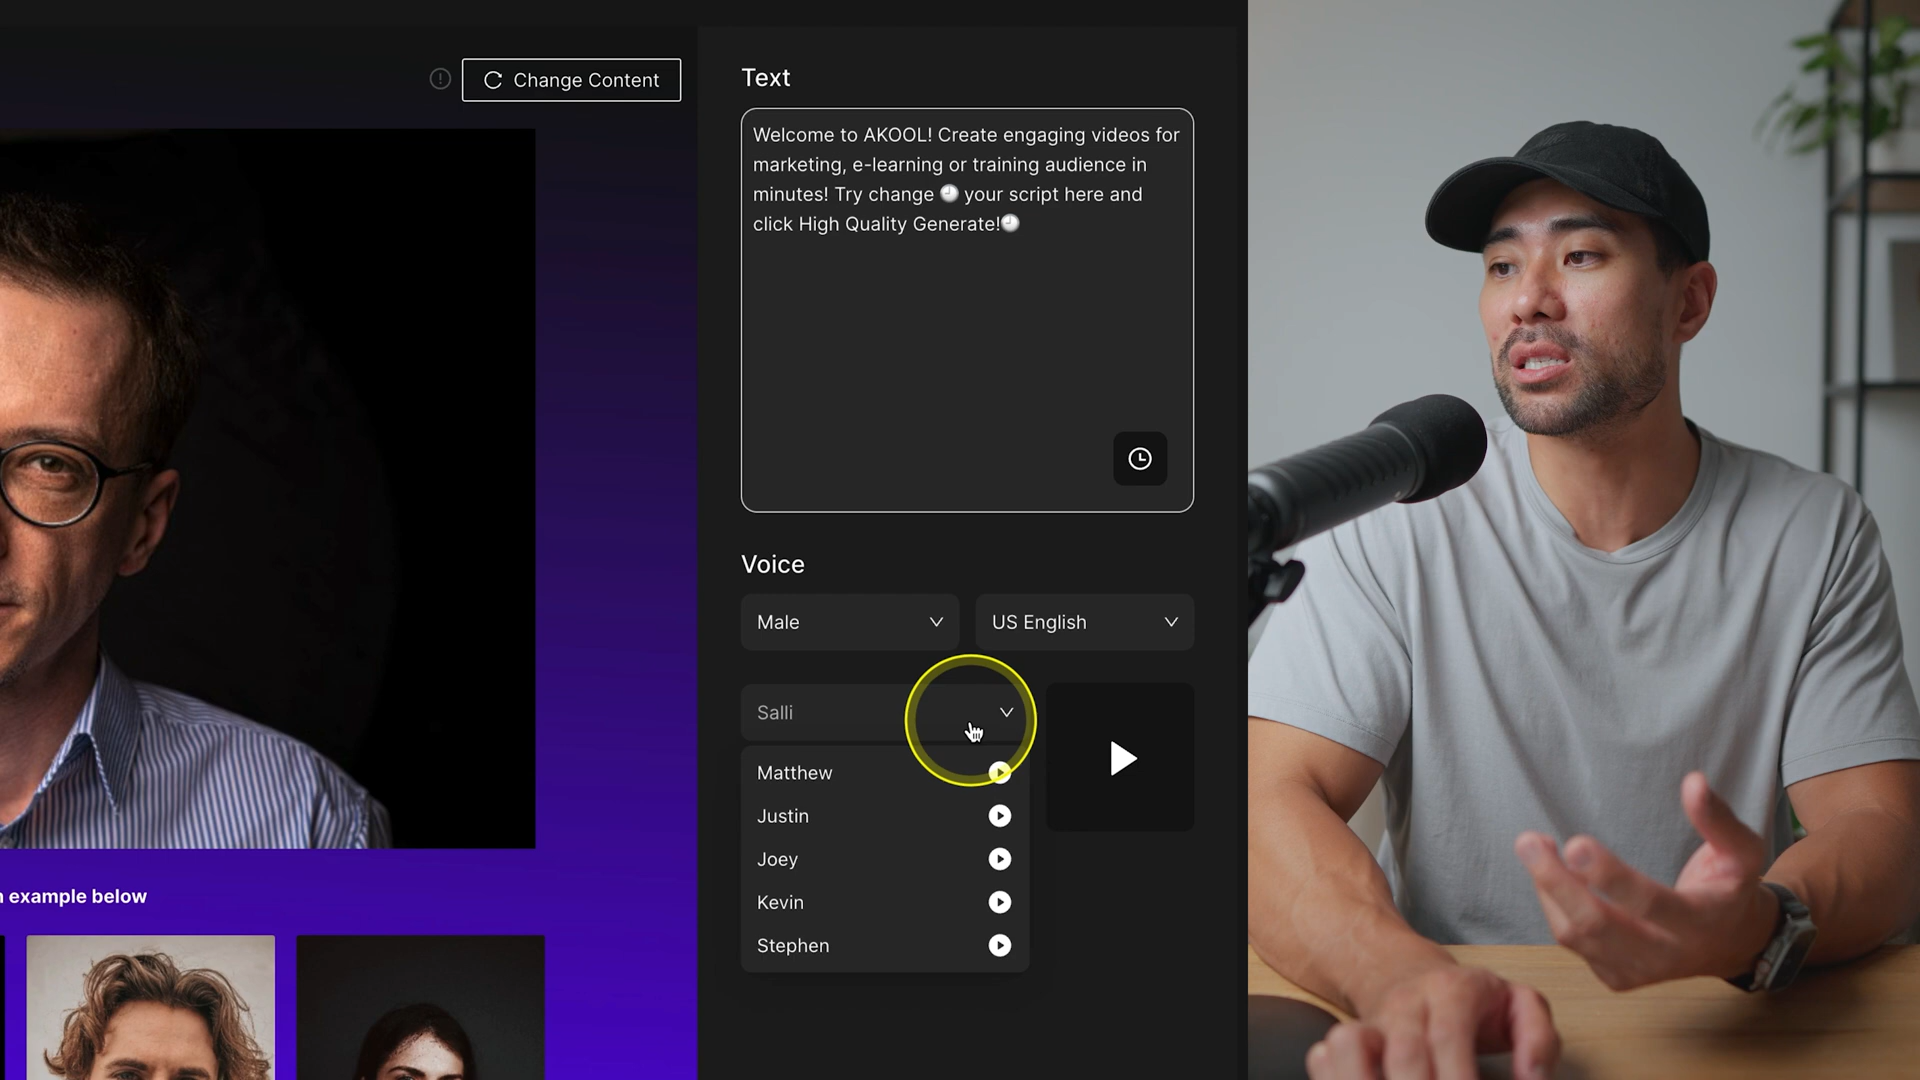 Change Content
Text
Welcome to AKOOL! Create engaging videos for
marketing, e-learning or training audience in
minutes! Try change 🕘 your script here and
click High Quality Generate!🕘
Voice
Male
US English
Salli
Matthew
Justin
Joey
Kevin
Stephen
example below